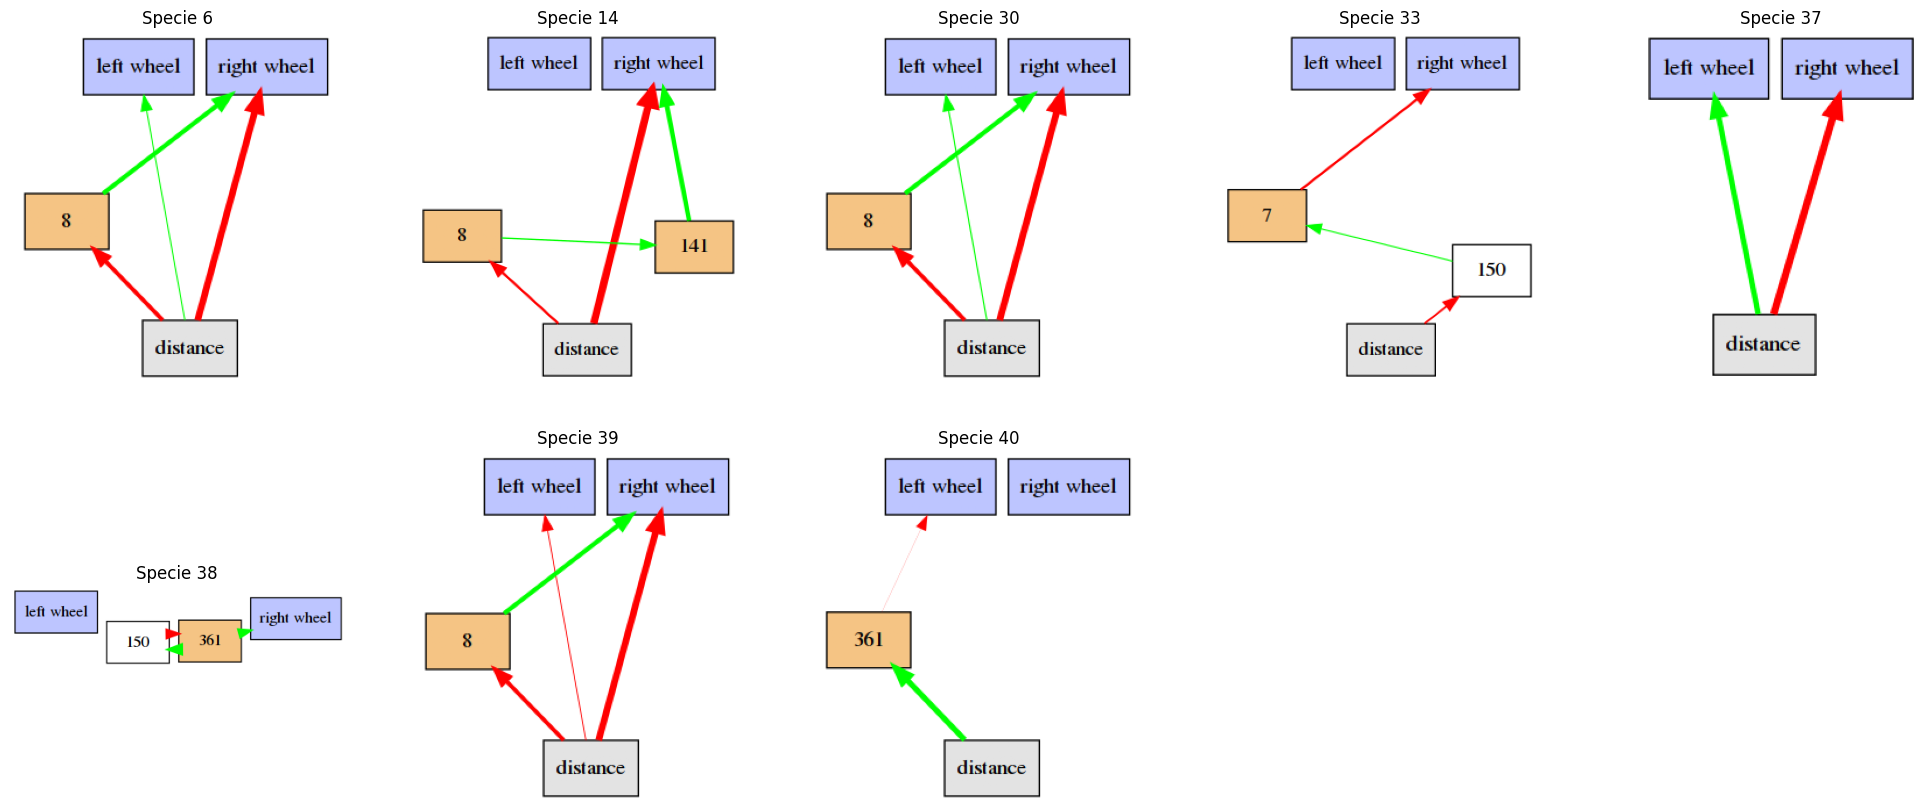 Specie 6
left wheel
right wheel
8
distance
Specie 14
left wheel
right wheel
8
141
distance
Specie 30
left wheel
right wheel
8
distance
Specie 33
left wheel
right wheel
7
150
distance
Specie 37
left wheel
right wheel
distance
Specie 38
left wheel
150
361
right wheel
Specie 39
left wheel
right wheel
8
distance
Specie 40
left wheel
right wheel
361
distance